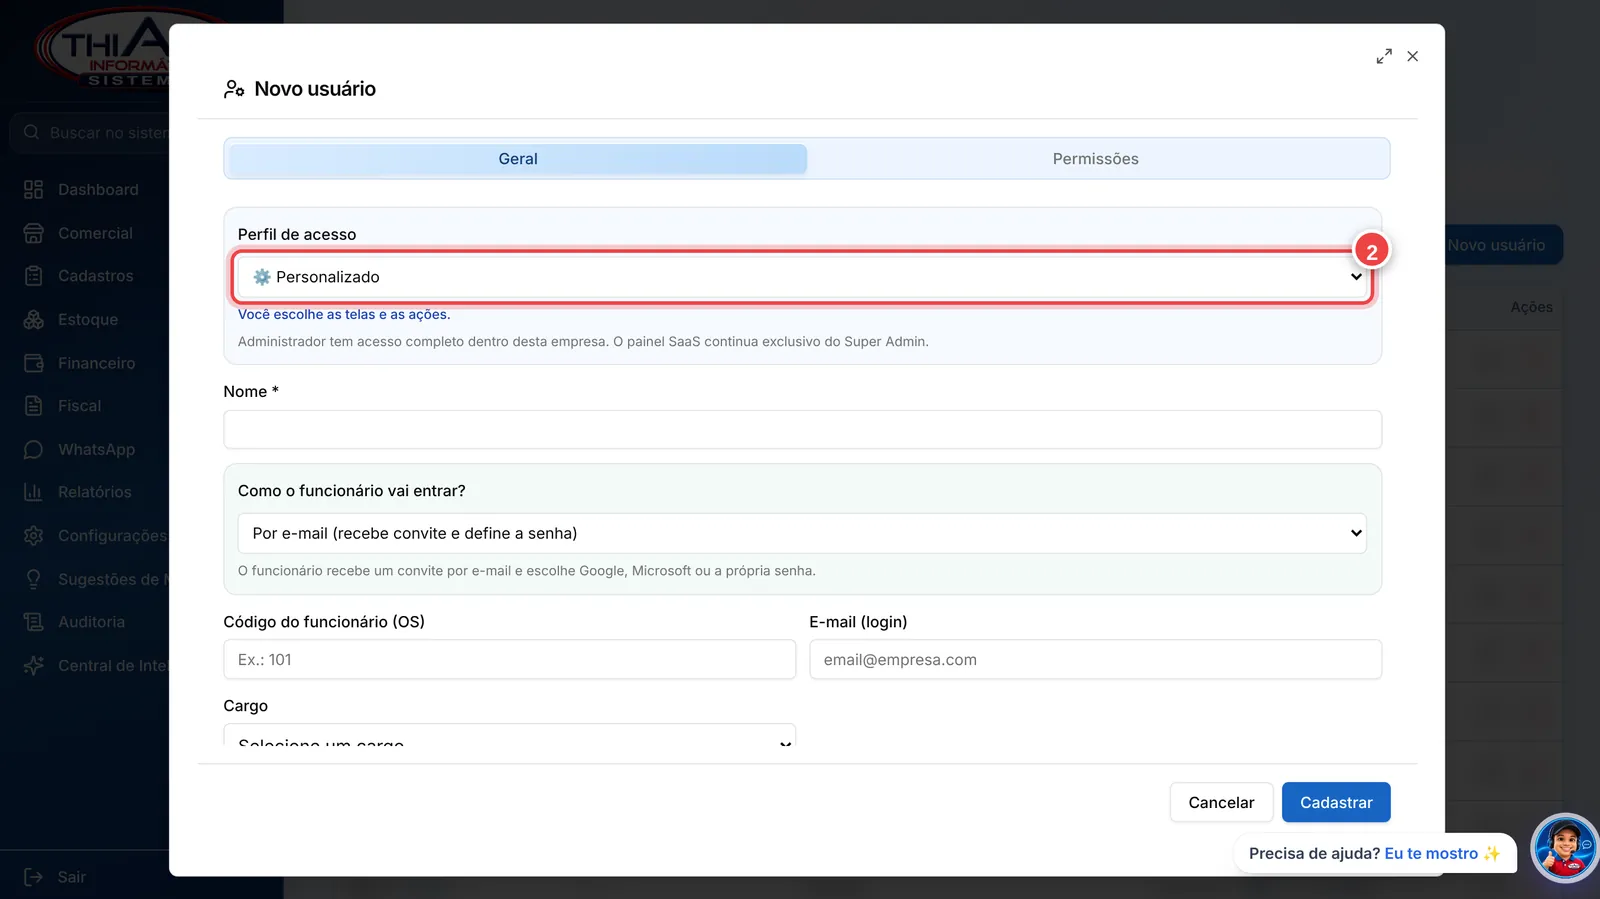 THIA
INFORMÁ
SISTEM
Buscar no sistem
Dashboard
Comercial
Cadastros
Estoque
Financeiro
Fiscal
WhatsApp
Relatórios
Configurações
Sugestões de M
Auditoria
Central de Intel
Sair
Novo usuário
Geral
Permissões
Perfil de acesso
2
Personalizado
Você escolhe as telas e as ações.
Administrador tem acesso completo dentro desta empresa. O painel SaaS continua exclusivo do Super Admin.
Nome *
Como o funcionário vai entrar?
Por e-mail (recebe convite e define a senha)
O funcionário recebe um convite por e-mail e escolhe Google, Microsoft ou a própria senha.
Código do funcionário (OS)
E-mail (login)
Ex.: 101
email@empresa.com
Cargo
Selecione um cargo
Cancelar
Cadastrar
Novo usuário
Ações
Precisa de ajuda? Eu te mostro ✨